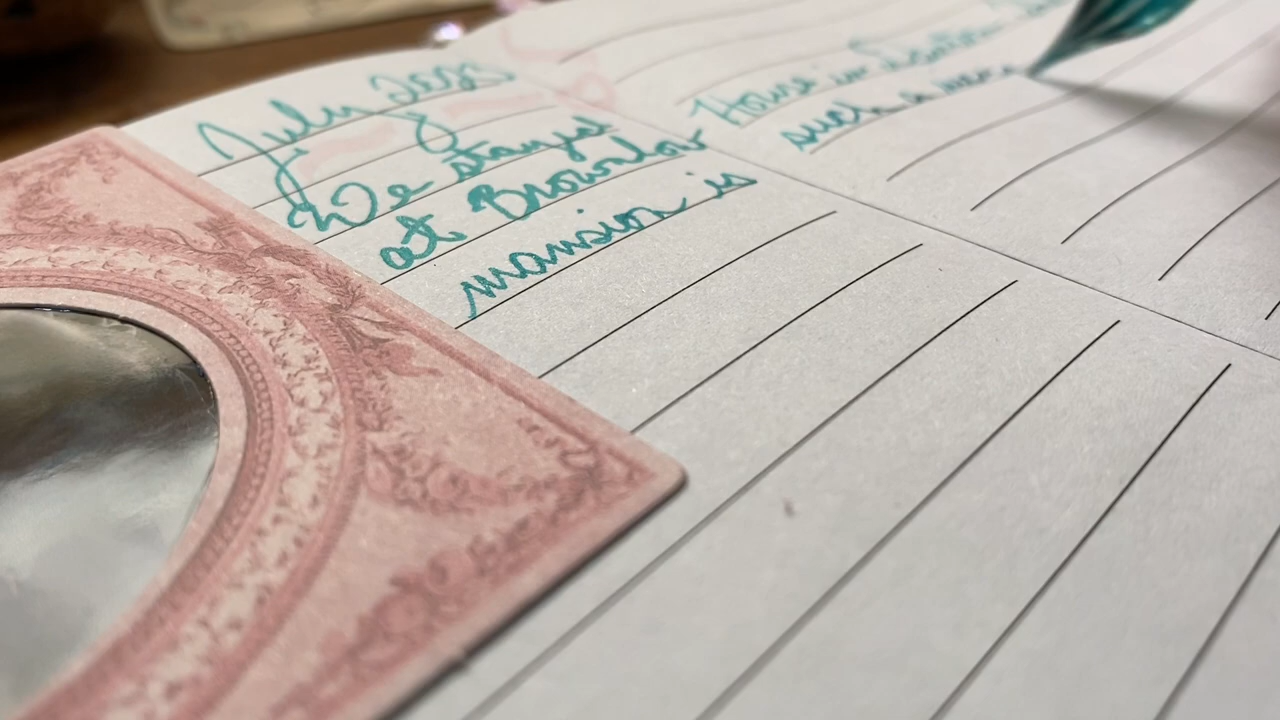 July 2025
We stayed
at Brownlow House in
mansion is such a